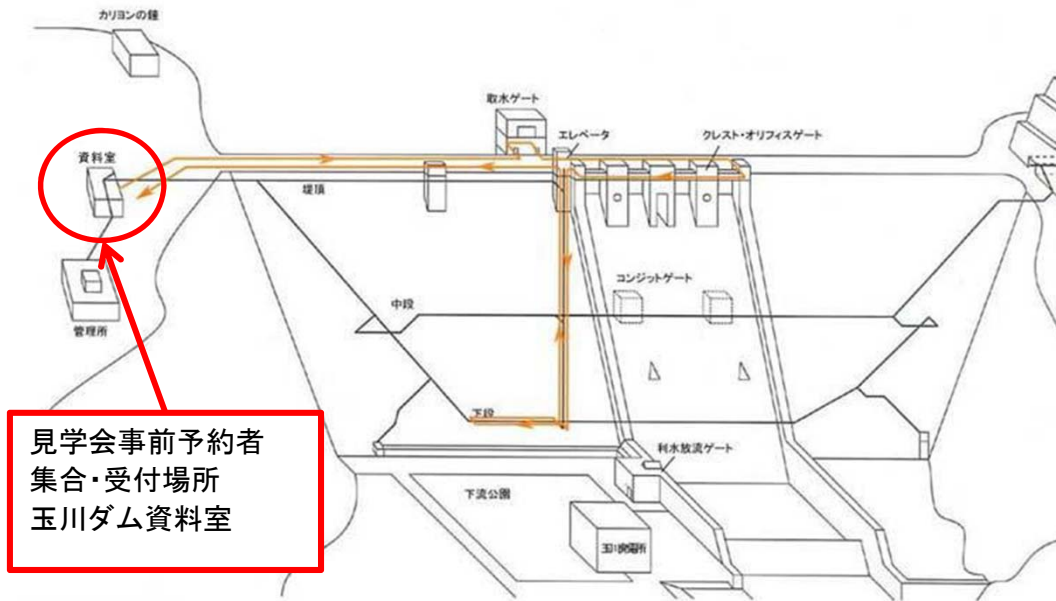 カリヨンの鐘
取水ゲート
エレベータ
クレスト・オリフィスゲート
資料室
堤頂
コンジットゲート
中段
管理所
下段
見学会事前予約者
集合・受付場所
玉川ダム資料室
利水放流ゲート
下流公園
玉川発電所